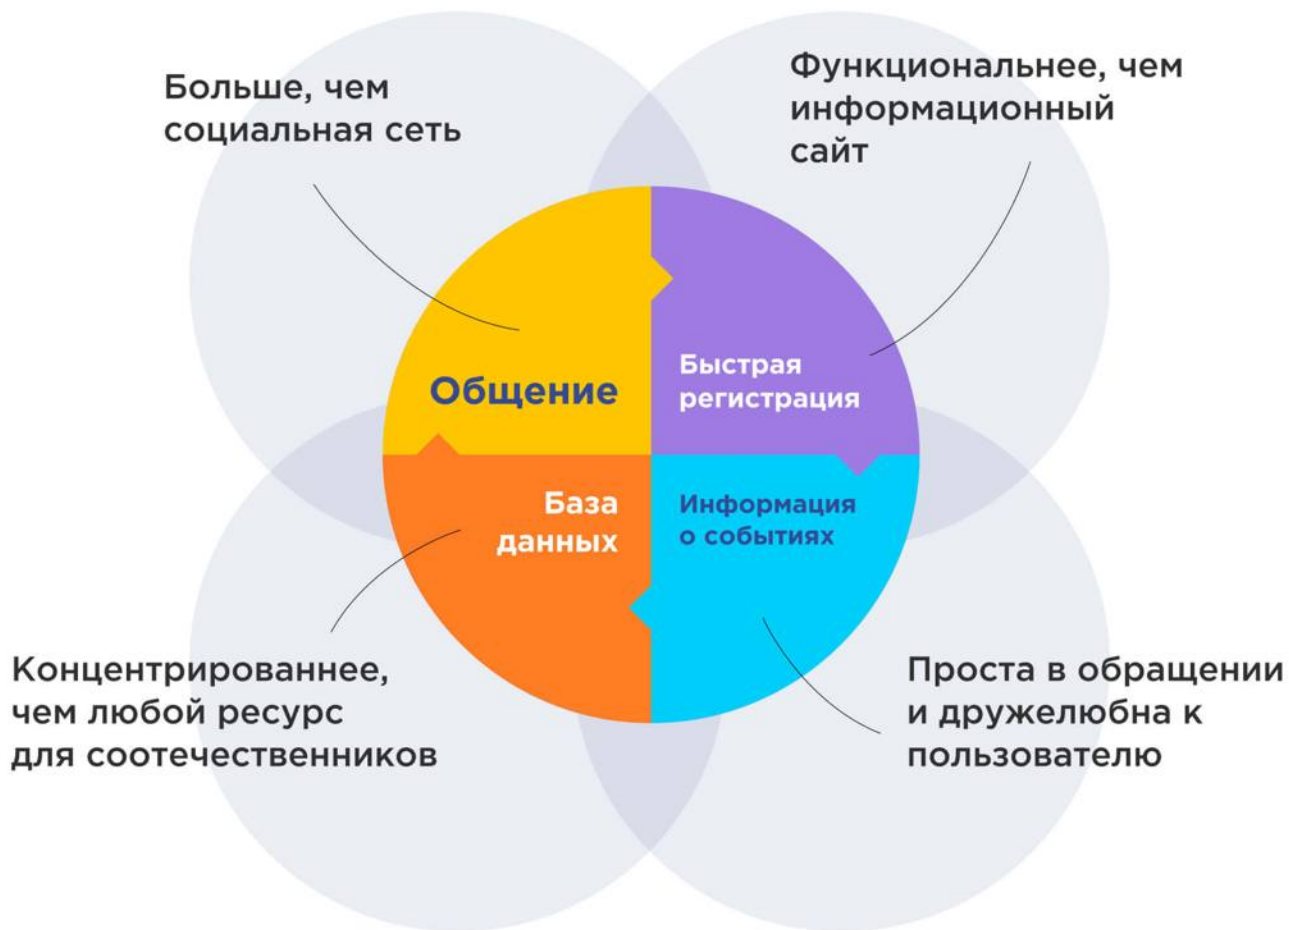 Больше, чем
социальная сеть
Функциональнее, чем
информационный
сайт
Общение
Быстрая
регистрация
База
данных
Информация
о событиях
Концентрированнее,
чем любой ресурс
для соотечественников
Проста в обращении
и дружелюбна к
пользователю